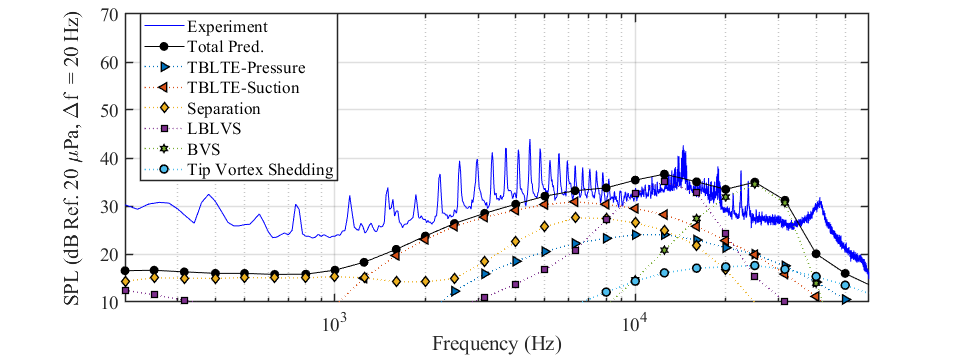 SPL (dB Ref. 20 μPa, Δf = 20 Hz)
70
60
50
40
30
20
10
Experiment
Total Pred.
TBLTE-Pressure
TBLTE-Suction
Separation
LBLVS
BVS
Tip Vortex Shedding
10³
10⁴
Frequency (Hz)